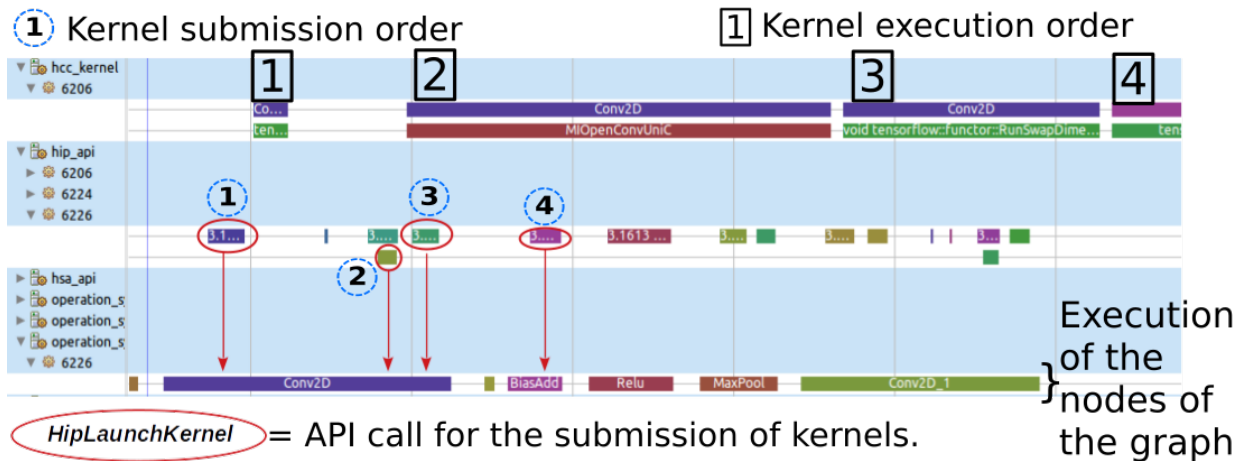 1 Kernel submission order
1 Kernel execution order
hcc_kernel
6206
1
2
3
4
Co...
Conv2D
Conv2D
ten...
MIOpenConvUniC
void tensorflow::functor::RunSwapDime...
ten
hip_api
6206
6224
6226
1
3
4
3.1...
3....
3....
3....
3.1613 ...
3....
3....
3....
2
hsa_api
operation_s
operation_s
operation_s
6226
Conv2D
BiasAdd
Relu
MaxPool
Conv2D_1
} Execution
of the
nodes of
the graph
HipLaunchKernel = API call for the submission of kernels.